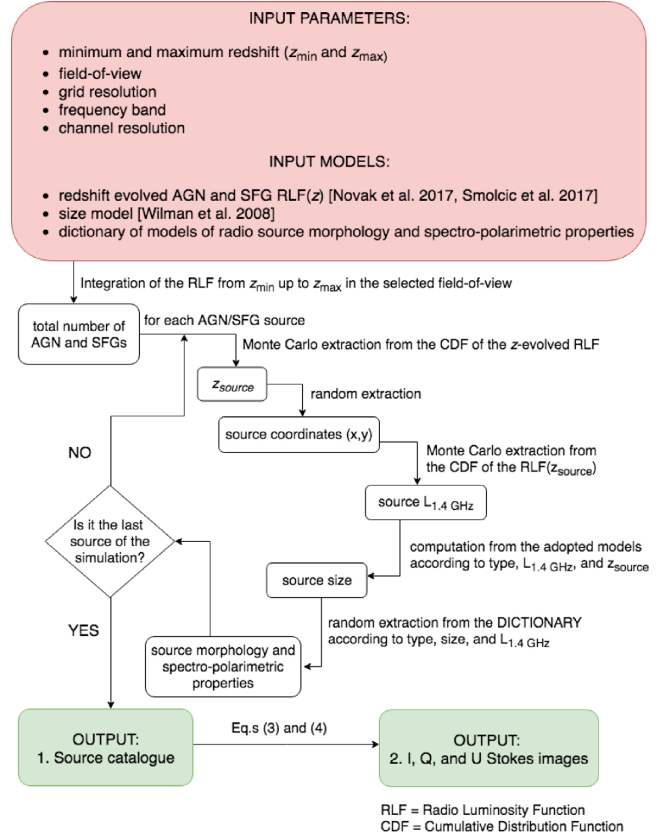 INPUT PARAMETERS:
• minimum and maximum redshift (zmin and zmax)
• field-of-view
• grid resolution
• frequency band
• channel resolution
INPUT MODELS:
• redshift evolved AGN and SFG RLF(z) [Novak et al. 2017, Smolcic et al. 2017]
• size model [Wilman et al. 2008]
• dictionary of models of radio source morphology and spectro-polarimetric properties
Integration of the RLF from zmin up to zmax in the selected field-of-view
total number of
AGN and SFGs
for each AGN/SFG source
Monte Carlo extraction from the CDF of the z-evolved RLF
zsource
random extraction
source coordinates (x,y)
Monte Carlo extraction from
the CDF of the RLF(zsource)
source L1.4 GHz
computation from the adopted models
according to type, L1.4 GHz, and zsource
source size
random extraction from the DICTIONARY
according to type, size, and L1.4 GHz
source morphology and
spectro-polarimetric
properties
Is it the last
source of the
simulation?
NO
YES
OUTPUT:
1. Source catalogue
Eq.s (3) and (4)
OUTPUT:
2. I, Q, and U Stokes images
RLF = Radio Luminosity Function
CDF = Cumulative Distribution Function